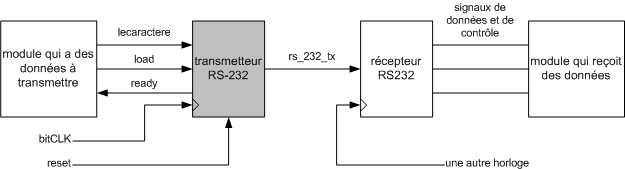 module qui a des
données à
transmettre
lecaractere
load
ready
bitCLK
reset
transmetteur
RS-232
rs_232_tx
récepteur
RS232
signaux de
données et de
contrôle
module qui reçoit
des données
une autre horloge